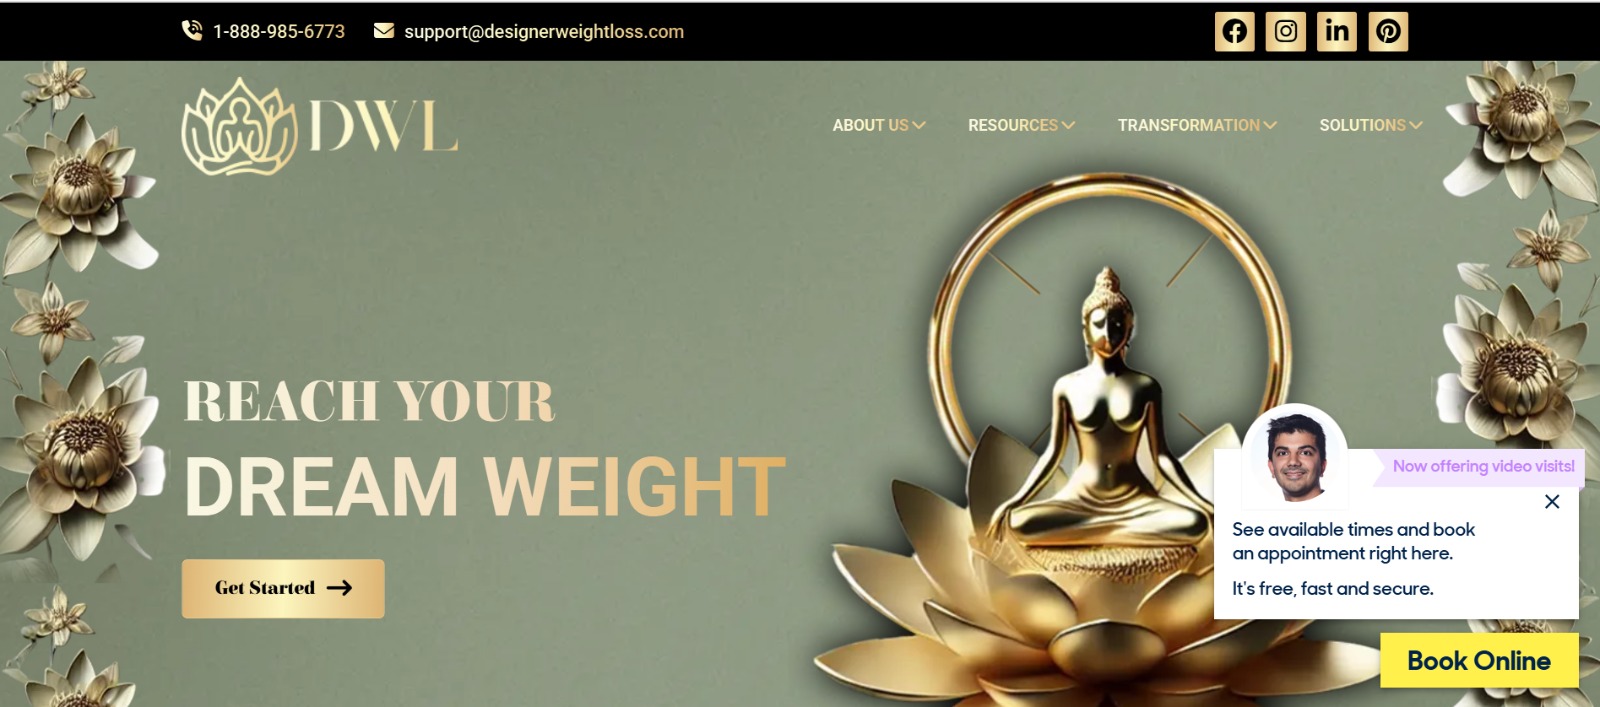 1-888-985-6773
support@designerweightloss.com
DWL
ABOUT US
RESOURCES
TRANSFORMATION
SOLUTIONS
REACH YOUR
DREAM WEIGHT
Get Started
Now offering video visits!
See available times and book
an appointment right here.
It's free, fast and secure.
Book Online